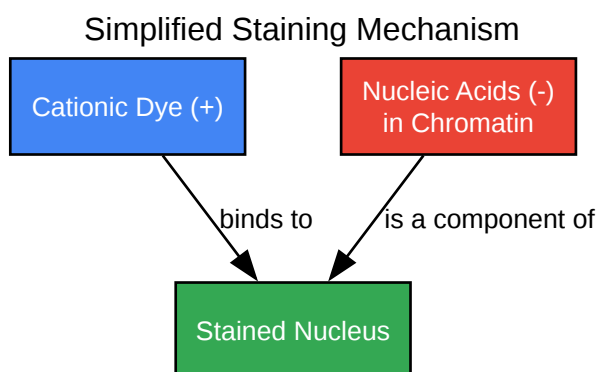 Simplified Staining Mechanism
Cationic Dye (+)
Nucleic Acids (-)
in Chromatin
binds to
is a component of
Stained Nucleus